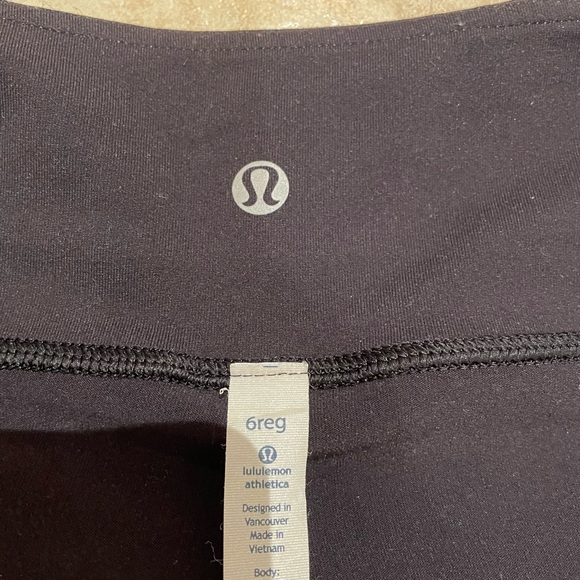 6reg
lululemon
athletica
Designed in
Vancouver
Made in
Vietnam
Body: